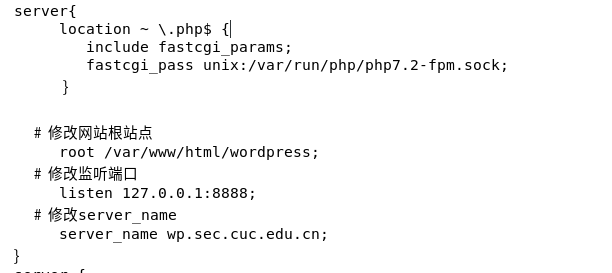 server{
location ~ \.php$ {
include fastcgi_params;
fastcgi_pass unix:/var/run/php/php7.2-fpm.sock;
}
# 修改网站根站点
root /var/www/html/wordpress;
# 修改监听端口
listen 127.0.0.1:8888;
# 修改server_name
server_name wp.sec.cuc.edu.cn;
}
server {